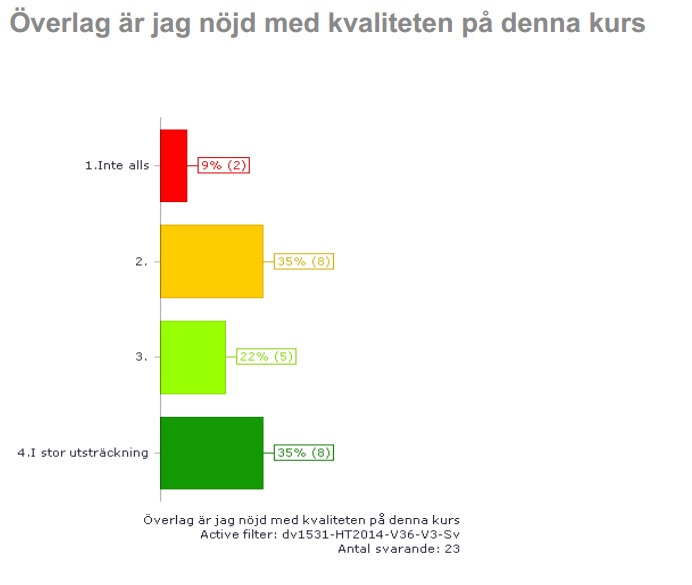 Överlag är jag nöjd med kvaliteten på denna kurs
1.Inte alls
9% (2)
2.
35% (8)
3.
22% (5)
4.I stor utsträckning
35% (8)
Överlag är jag nöjd med kvaliteten på denna kurs
Active filter: dv1531-HT2014-V36-V3-Sv
Antal svarande: 23